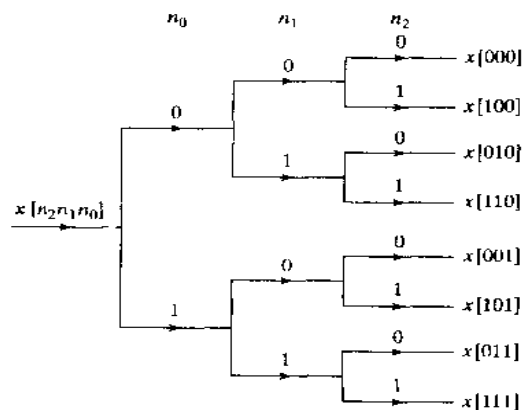 n₀ n₁ n₂
0
x[000]
0
1
x[100]
0
0
x[010]
1
1
x[110]
x[n₂n₁n₀]
0
x[001]
0
1
x[101]
1
0
x[011]
1
1
x[111]